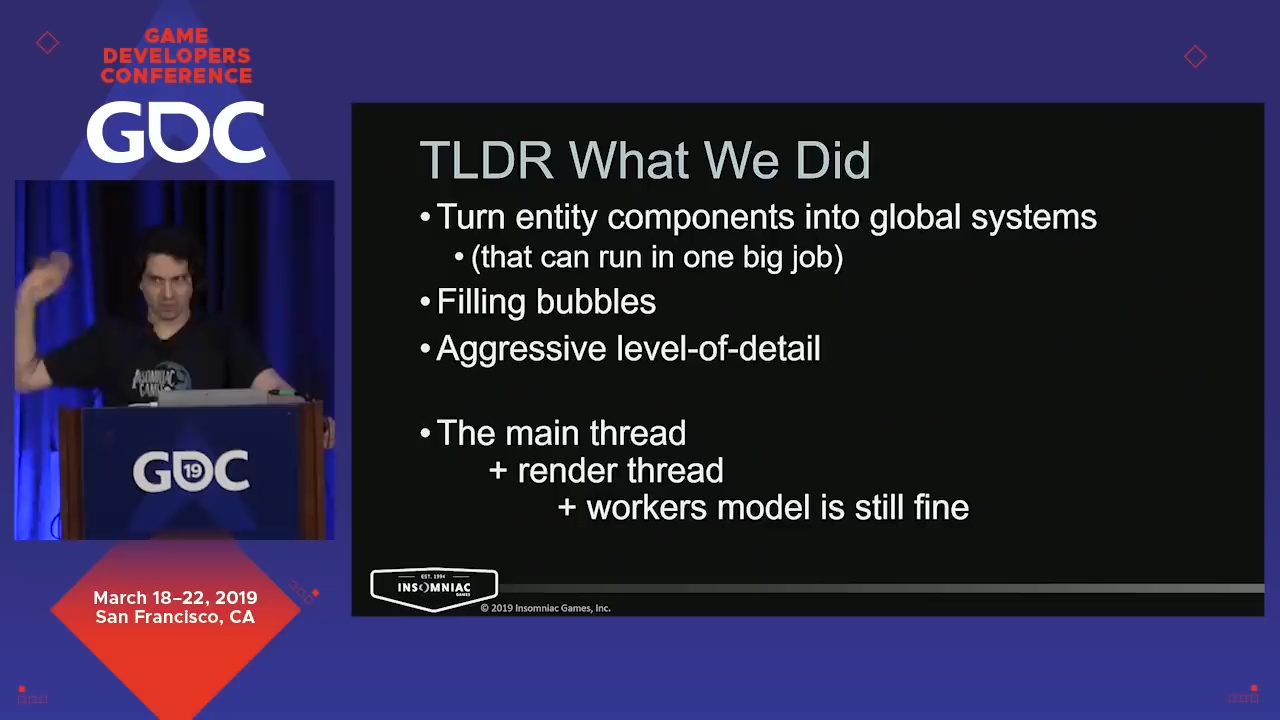 GAME
DEVELOPERS
CONFERENCE
GDC
TLDR What We Did
• Turn entity components into global systems
• (that can run in one big job)
• Filling bubbles
• Aggressive level-of-detail
• The main thread
+ render thread
+ workers model is still fine
INSOMNIAC
GAMES
GDC
19
March 18–22, 2019
San Francisco, CA
EST. 1994
INSOMNIAC
GAMES
© 2019 Insomniac Games, Inc.